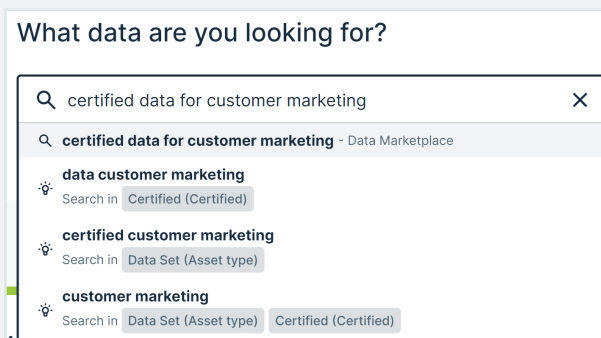 What data are you looking for?
certified data for customer marketing
certified data for customer marketing - Data Marketplace
data customer marketing
Search in Certified (Certified)
certified customer marketing
Search in Data Set (Asset type)
customer marketing
Search in Data Set (Asset type) Certified (Certified)